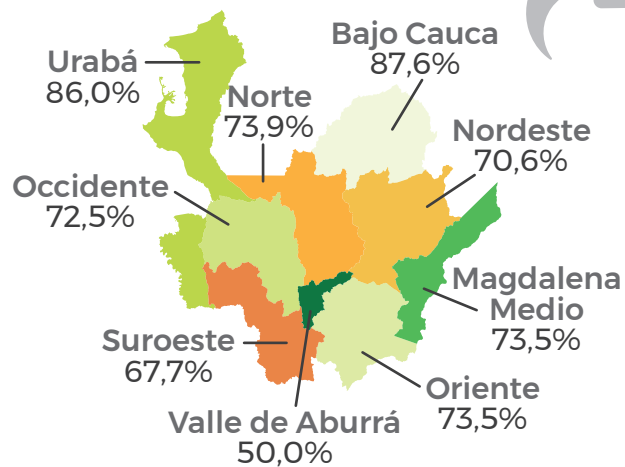 Bajo Cauca
87,6%
Urabá
86,0%
Norte
73,9%
Nordeste
70,6%
Occidente
72,5%
Magdalena
Medio
73,5%
Suroeste
67,7%
Oriente
73,5%
Valle de Aburrá
50,0%